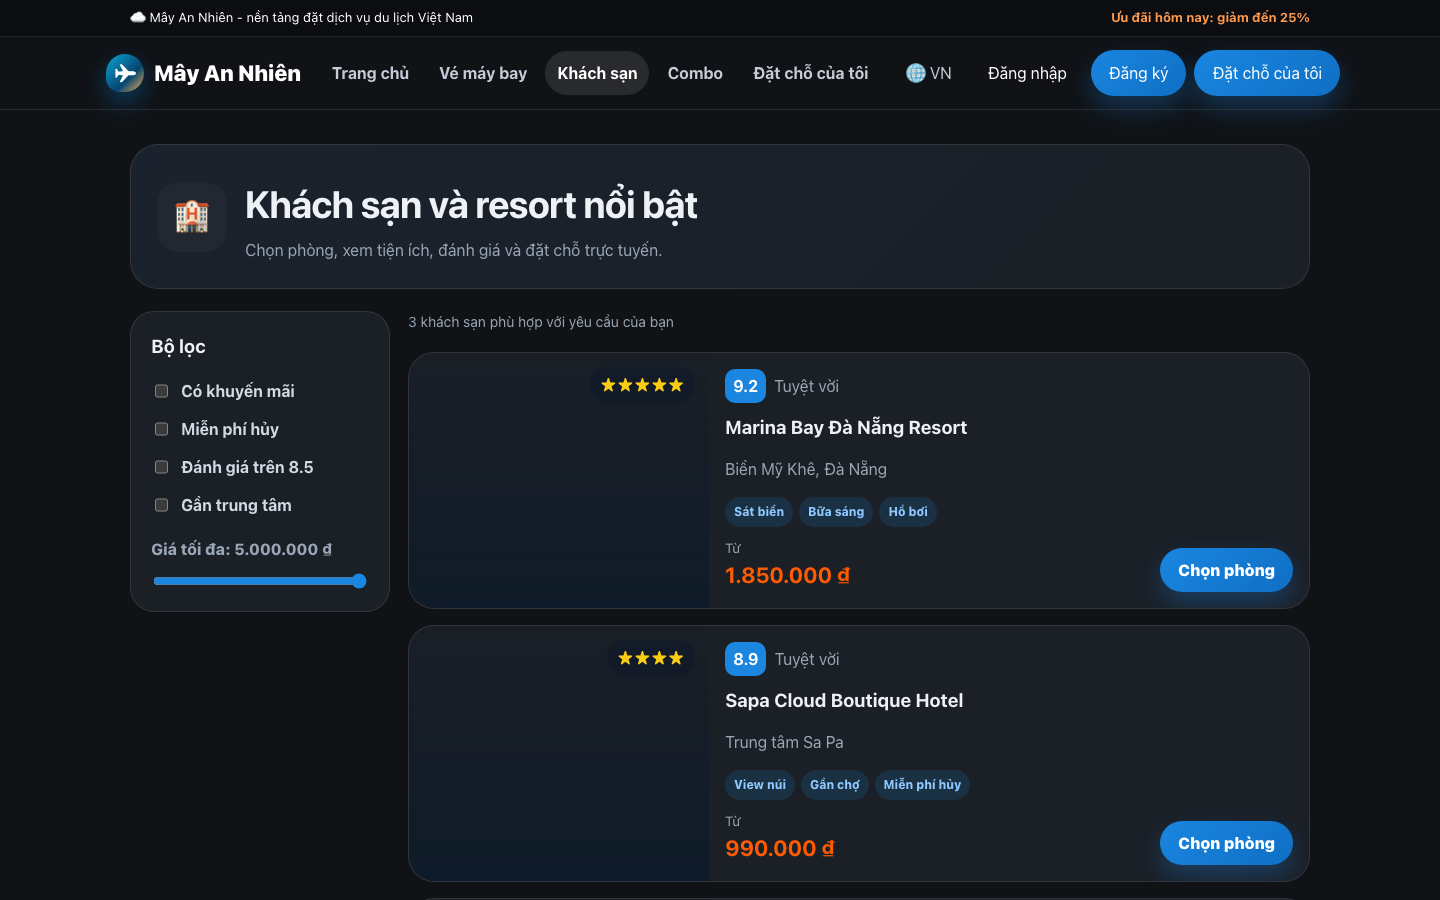 Mây An Nhiên - nền tảng đặt dịch vụ du lịch Việt Nam
Ưu đãi hôm nay: giảm đến 25%
Mây An Nhiên
Trang chủ
Vé máy bay
Khách sạn
Combo
Đặt chỗ của tôi
VN
Đăng nhập
Đăng ký
Đặt chỗ của tôi
Khách sạn và resort nổi bật
Chọn phòng, xem tiện ích, đánh giá và đặt chỗ trực tuyến.
Bộ lọc
Có khuyến mãi
Miễn phí hủy
Đánh giá trên 8.5
Gần trung tâm
Giá tối đa: 5.000.000 ₫
3 khách sạn phù hợp với yêu cầu của bạn
9.2 Tuyệt vời
Marina Bay Đà Nẵng Resort
Biển Mỹ Khê, Đà Nẵng
Sát biển
Bữa sáng
Hồ bơi
Từ
1.850.000 ₫
Chọn phòng
8.9 Tuyệt vời
Sapa Cloud Boutique Hotel
Trung tâm Sa Pa
View núi
Gần chợ
Miễn phí hủy
Từ
990.000 ₫
Chọn phòng